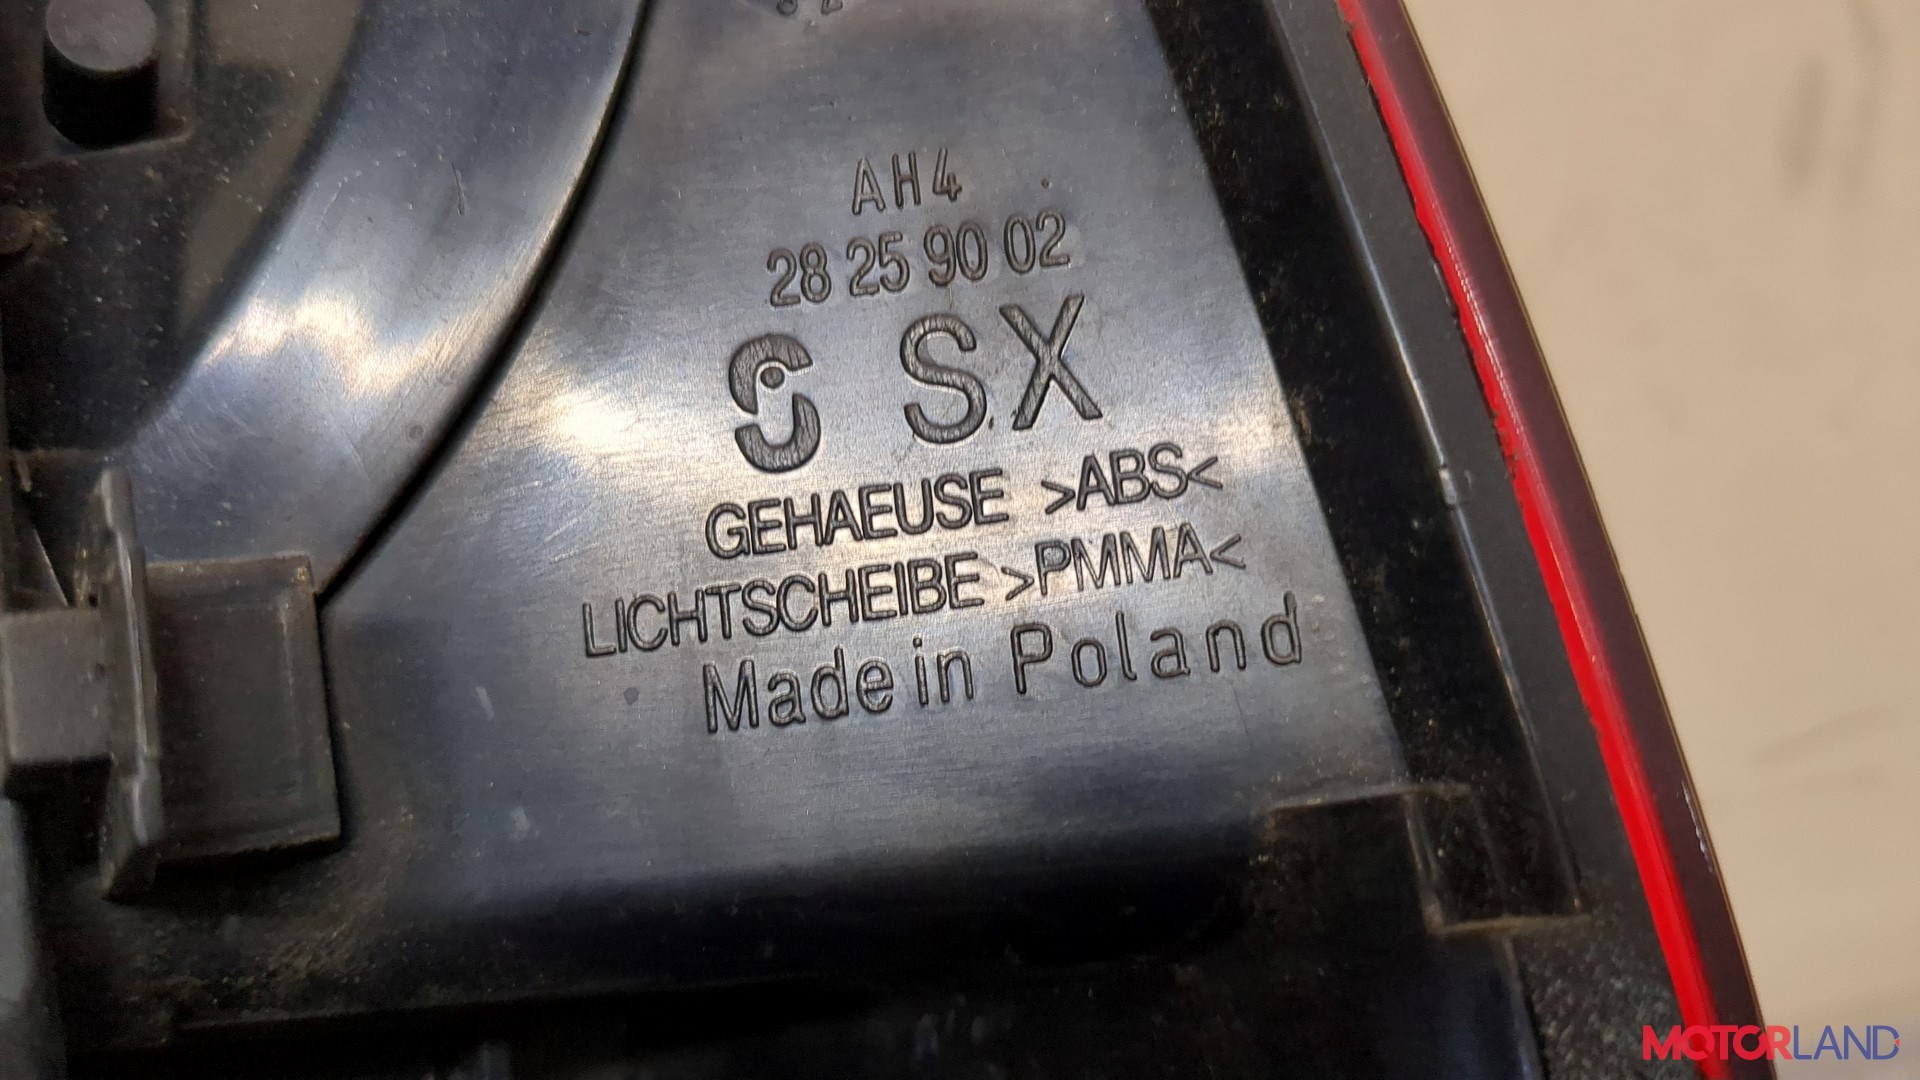 AH4
28 25 90 02
SX
GEHAEUSE >ABS<
LICHTSCHEIBE >PMMA<
Made in Poland
MOTORLAND